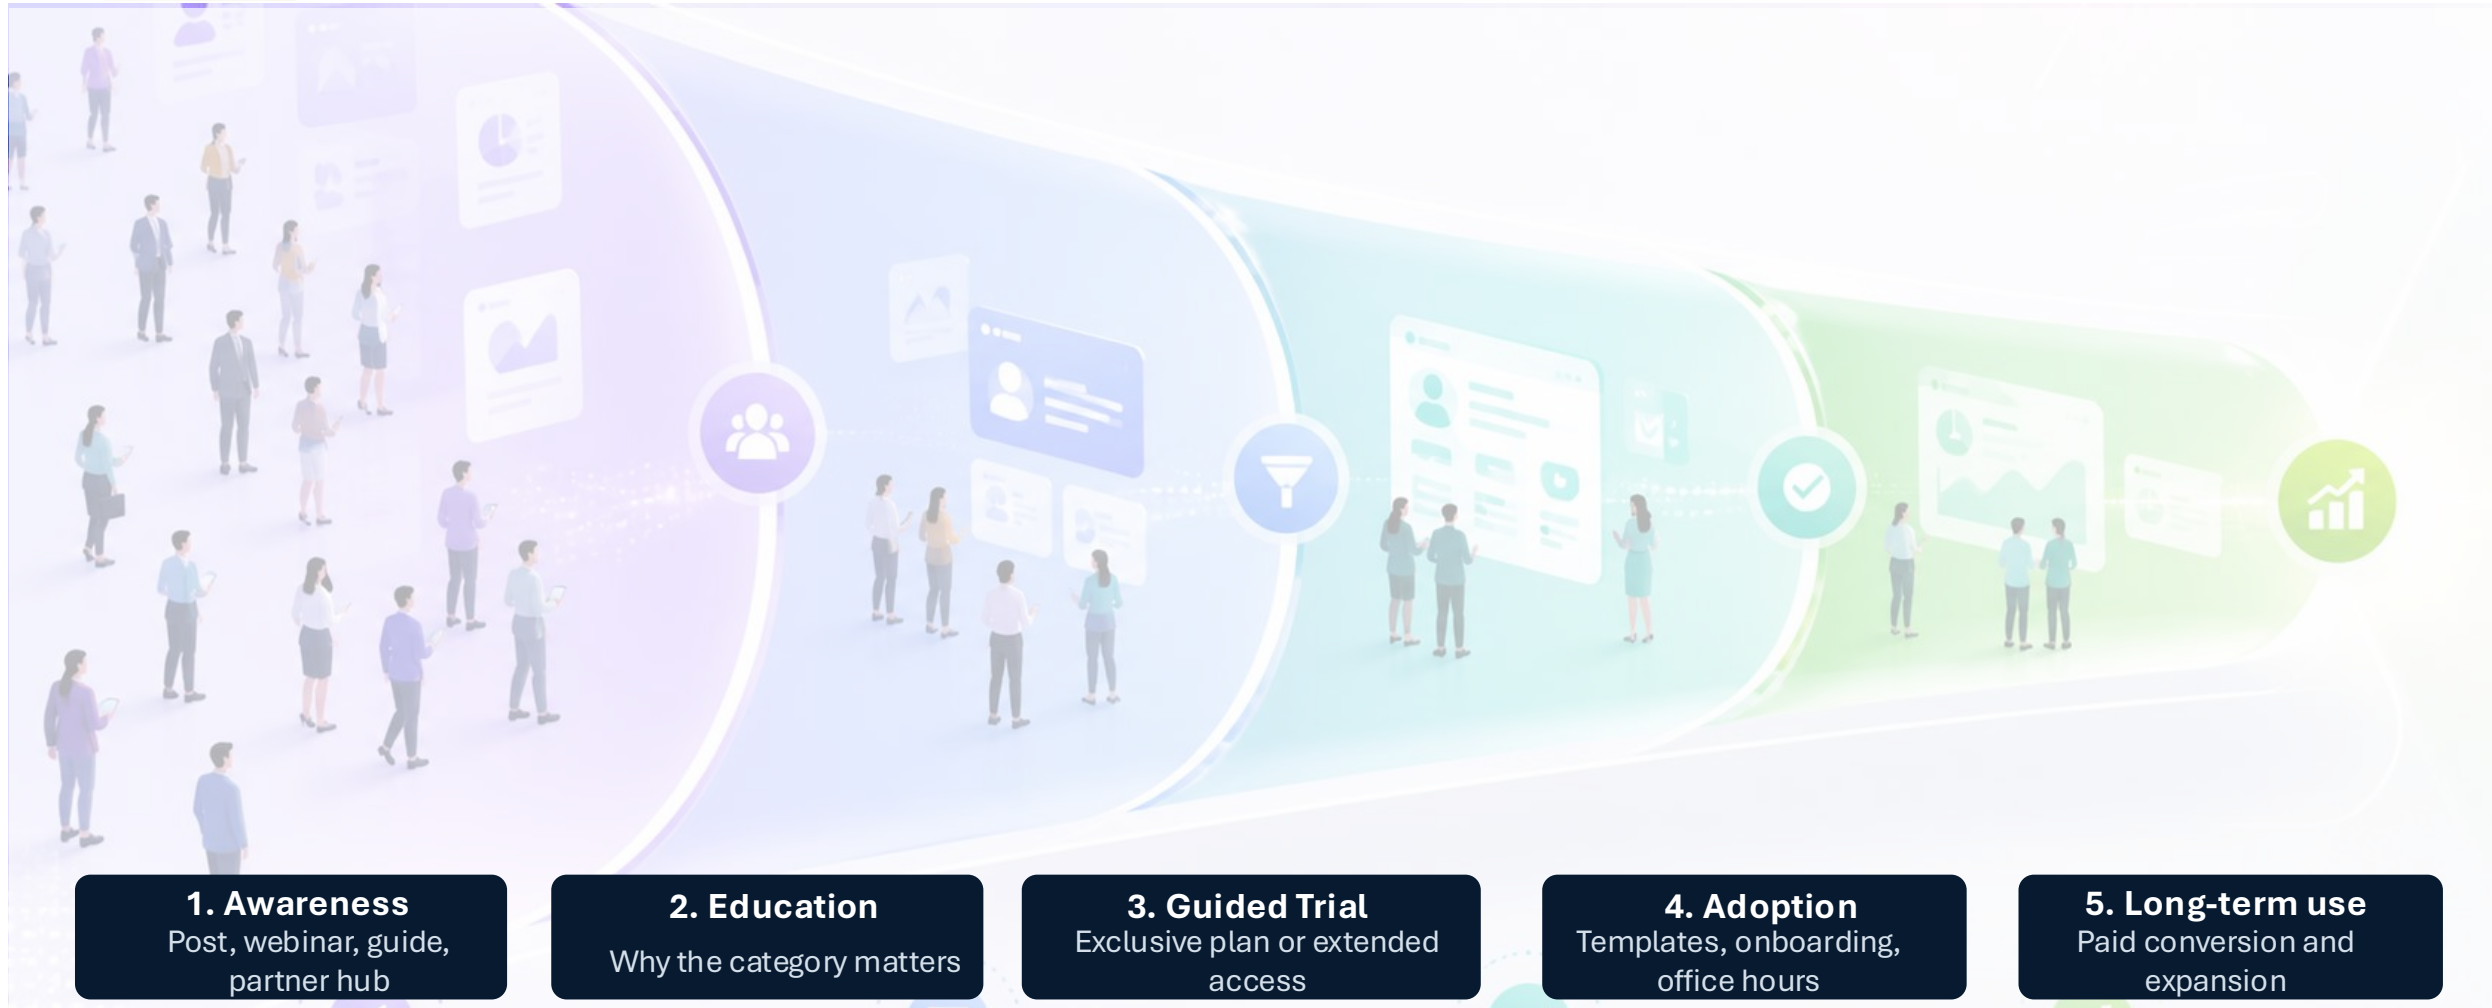 1. Awareness
Post, webinar, guide,
partner hub
2. Education
Why the category matters
3. Guided Trial
Exclusive plan or extended
access
4. Adoption
Templates, onboarding,
office hours
5. Long-term use
Paid conversion and
expansion